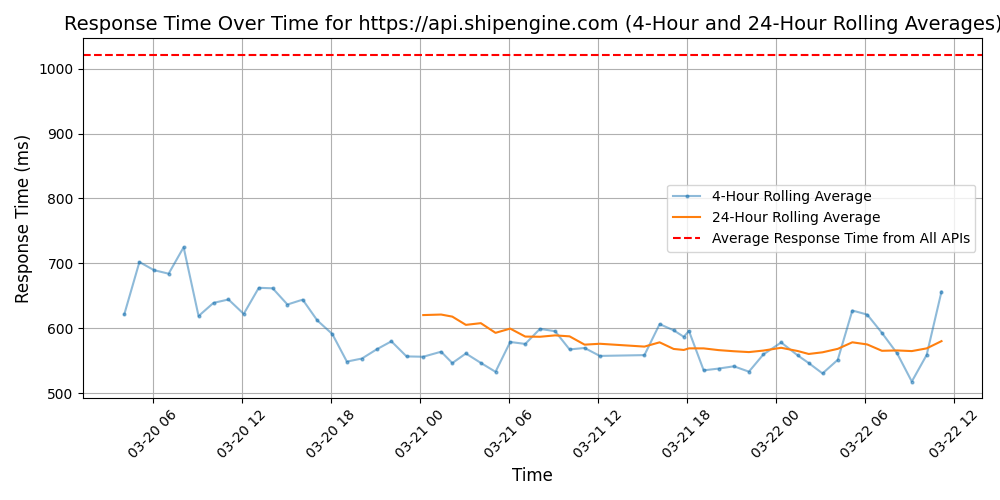 Response Time Over Time for https://api.shipengine.com (4-Hour and 24-Hour Rolling Averages)
Response Time (ms)
1000
900
800
700
600
500
4-Hour Rolling Average
24-Hour Rolling Average
Average Response Time from All APIs
03-20 06
03-20 12
03-20 18
03-21 00
03-21 06
03-21 12
03-21 18
03-22 00
03-22 06
03-22 12
Time